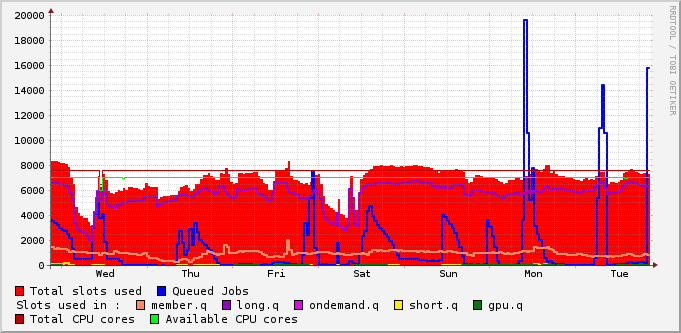 20000
18000
16000
14000
12000
10000
8000
6000
4000
2000
0
Wed Thu Fri Sat Sun Mon Tue
RRDTOOL / TOBI OETIKER
Total slots used Queued Jobs
Slots used in : member.q long.q ondemand.q short.q gpu.q
Total CPU cores Available CPU cores